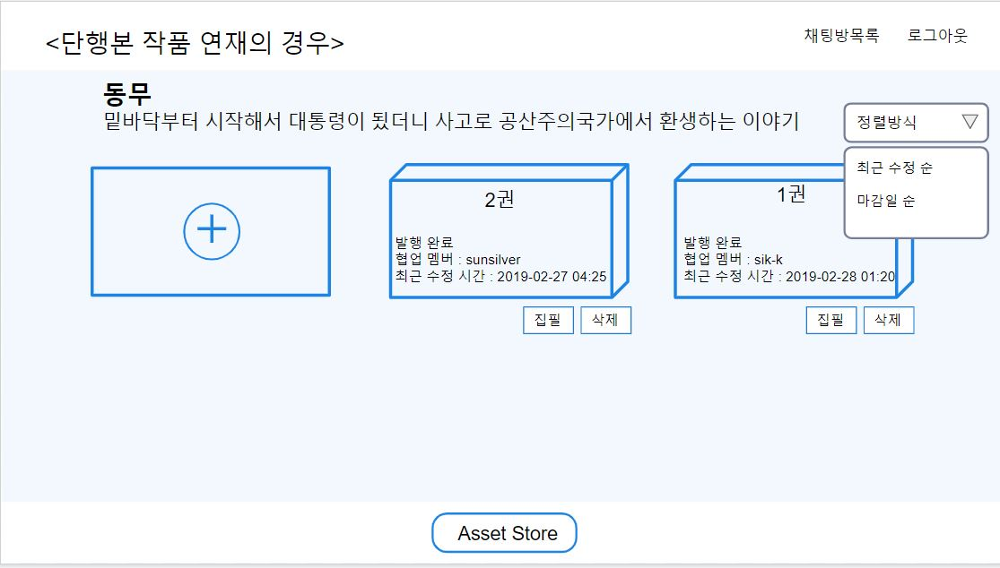 <단행본 작품 연재의 경우>
채팅방목록 로그아웃
동무
밑바닥부터 시작해서 대통령이 됬더니 사고로 공산주의국가에서 환생하는 이야기
정렬방식
최근 수정 순
마감일 순
2권
발행 완료
협업 멤버 : sunsilver
최근 수정 시간 : 2019-02-27 04:25
집필 삭제
1권
발행 완료
협업 멤버 : sik-k
최근 수정 시간 : 2019-02-28 01:20
집필 삭제
Asset Store